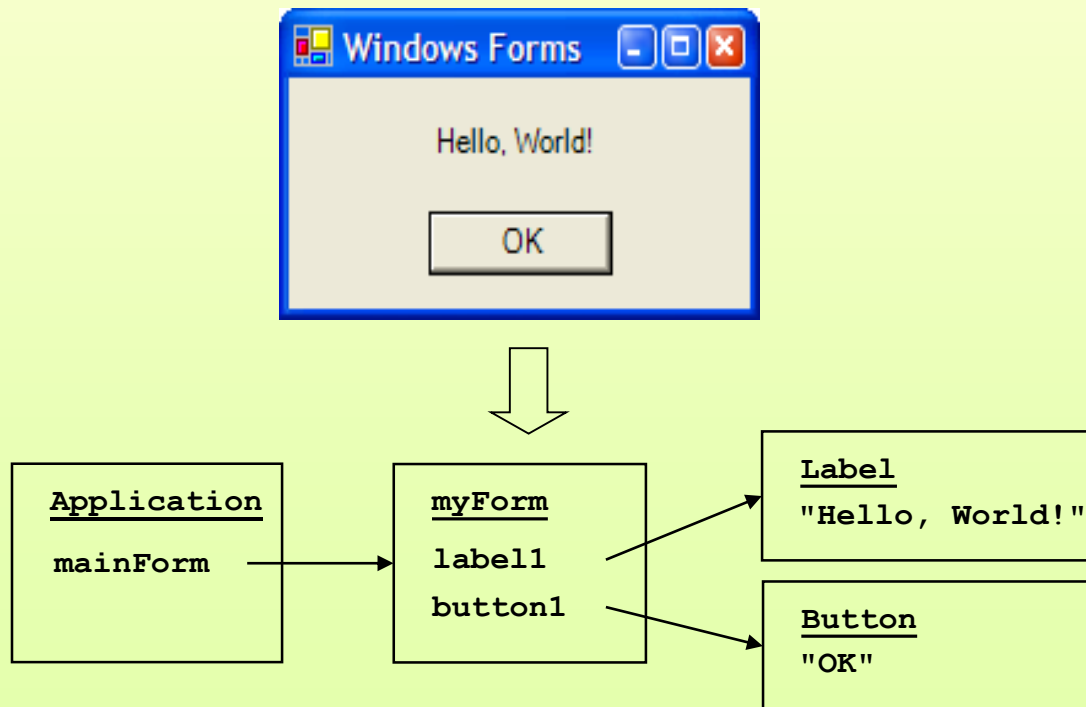 Windows Forms
Hello, World!
OK
Application
mainForm
myForm
label1
button1
Label
"Hello, World!"
Button
"OK"